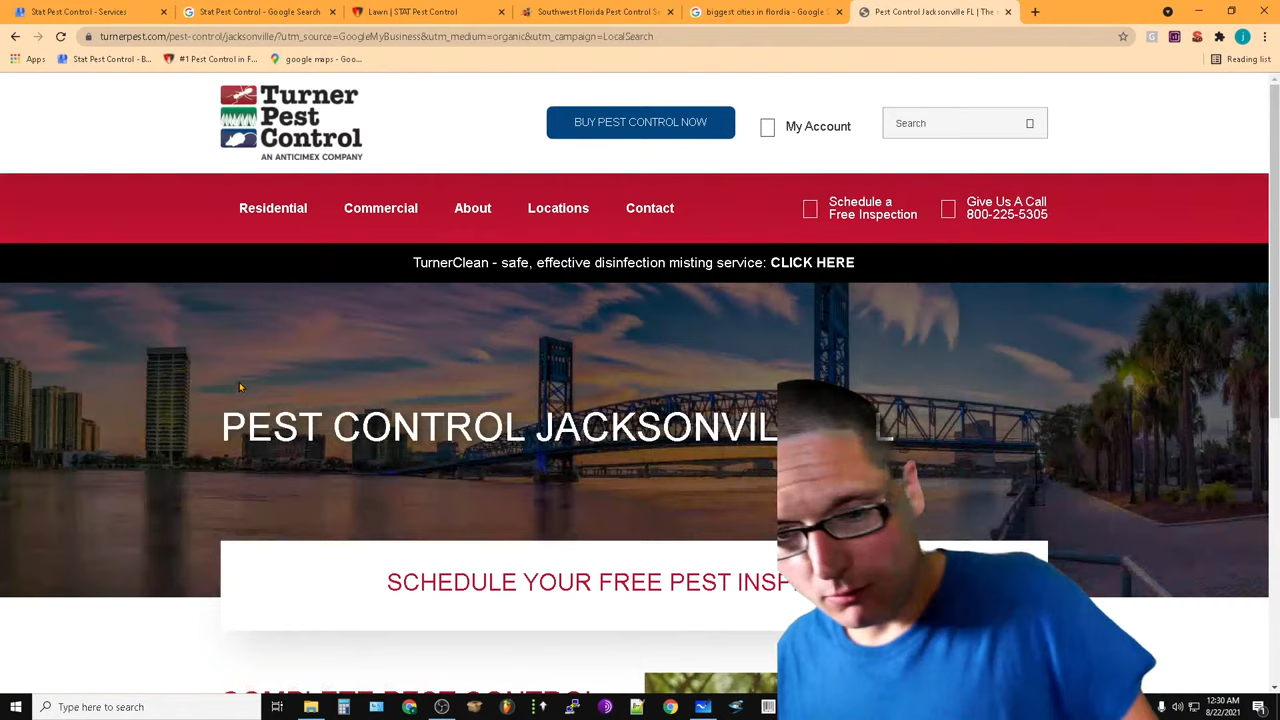 Stat Pest Control - Services
Stat Pest Control - Google Search
Lawn | STAT Pest Control
Southwest Florida Pest Control Se
biggest cities in flordia - Google S
Pest Control Jacksonville FL | The
turnerpest.com/pest-control/jacksonville/?utm_source=GoogleMyBusiness&utm_medium=organic&utm_campaign=LocalSearch
Apps
Stat Pest Control - B...
#1 Pest Control in F...
google maps - Goo...
Reading list
Turner
Pest
Control
AN ANTICIMEX COMPANY
BUY PEST CONTROL NOW
My Account
Search
Residential
Commercial
About
Locations
Contact
Schedule a
Free Inspection
Give Us A Call
800-225-5305
TurnerClean - safe, effective disinfection misting service: CLICK HERE
PEST CONTROL JACKSONVIL L
SCHEDULE YOUR FREE PEST INSP
COMPLETE PEST CONTROL
Type here to search
12:30 AM
8/22/2021